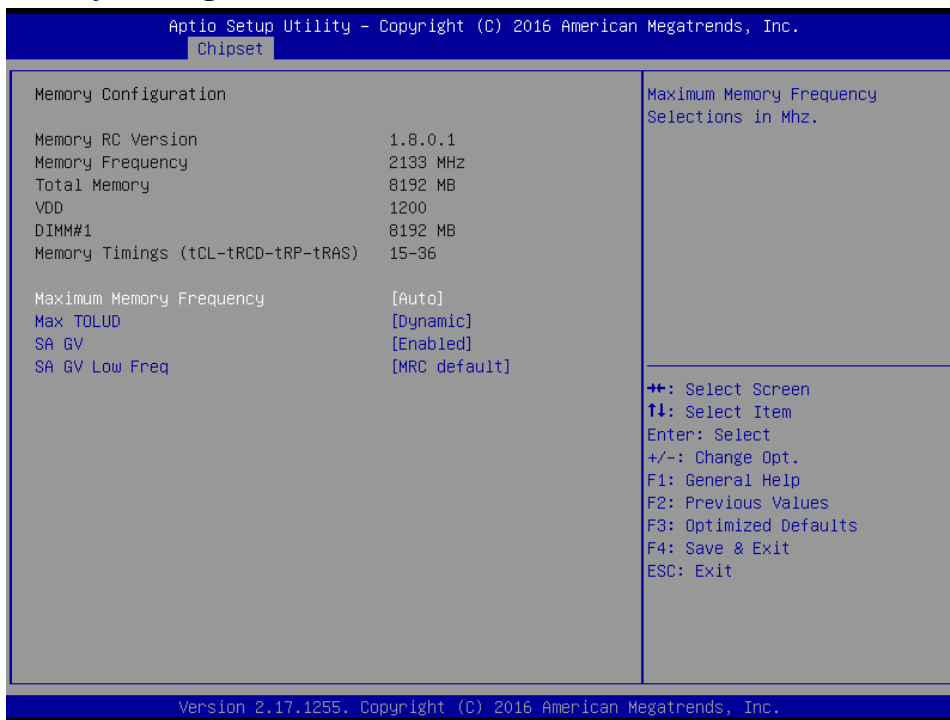 Aptio Setup Utility – Copyright (C) 2016 American Megatrends, Inc.
Chipset
Memory Configuration
Memory RC Version 1.8.0.1
Memory Frequency 2133 MHz
Total Memory 8192 MB
VDD 1200
DIMM#1 8192 MB
Memory Timings (tCL-tRCD-tRP-tRAS) 15-36
Maximum Memory Frequency [Auto]
Max TOLUD [Dynamic]
SA GV [Enabled]
SA GV Low Freq [MRC default]
Maximum Memory Frequency
Selections in Mhz.
→←: Select Screen
↑↓: Select Item
Enter: Select
+/-: Change Opt.
F1: General Help
F2: Previous Values
F3: Optimized Defaults
F4: Save & Exit
ESC: Exit
Version 2.17.1255. Copyright (C) 2016 American Megatrends, Inc.